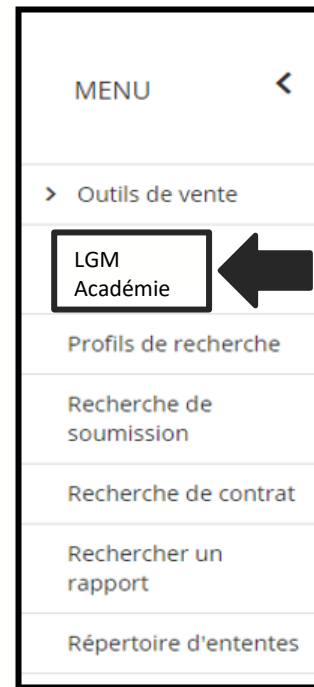 MENU
Outils de vente
LGM
Académie
Profils de recherche
Recherche de
soumission
Recherche de contrat
Rechercher un
rapport
Répertoire d'ententes